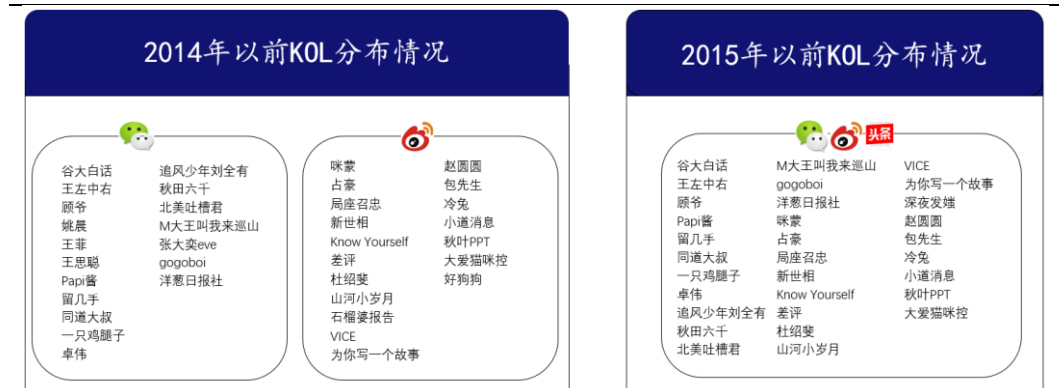 2014年以前KOL分布情况
谷大白话
王左中右
顾爷
姚晨
王菲
王思聪
Papi酱
留几手
同道大叔
一只鸡腿子
卓伟
追风少年刘全有
秋田六千
北美吐槽君
M大王叫我来巡山
张大奕eve
gogoboi
洋葱日报社
咪蒙
占豪
局座召忠
新世相
Know Yourself
差评
杜绍斐
山河小岁月
石榴婆报告
VICE
为你写一个故事
赵圆圆
包先生
冷兔
小道消息
秋叶PPT
大爱猫咪控
好狗狗
2015年以前KOL分布情况
头条
谷大白话
王左中右
顾爷
Papi酱
留几手
同道大叔
一只鸡腿子
卓伟
追风少年刘全有
秋田六千
北美吐槽君
M大王叫我来巡山
gogoboi
洋葱日报社
咪蒙
占豪
局座召忠
新世相
Know Yourself
差评
杜绍斐
山河小岁月
VICE
为你写一个故事
深夜发媸
赵圆圆
包先生
冷兔
小道消息
秋叶PPT
大爱猫咪控